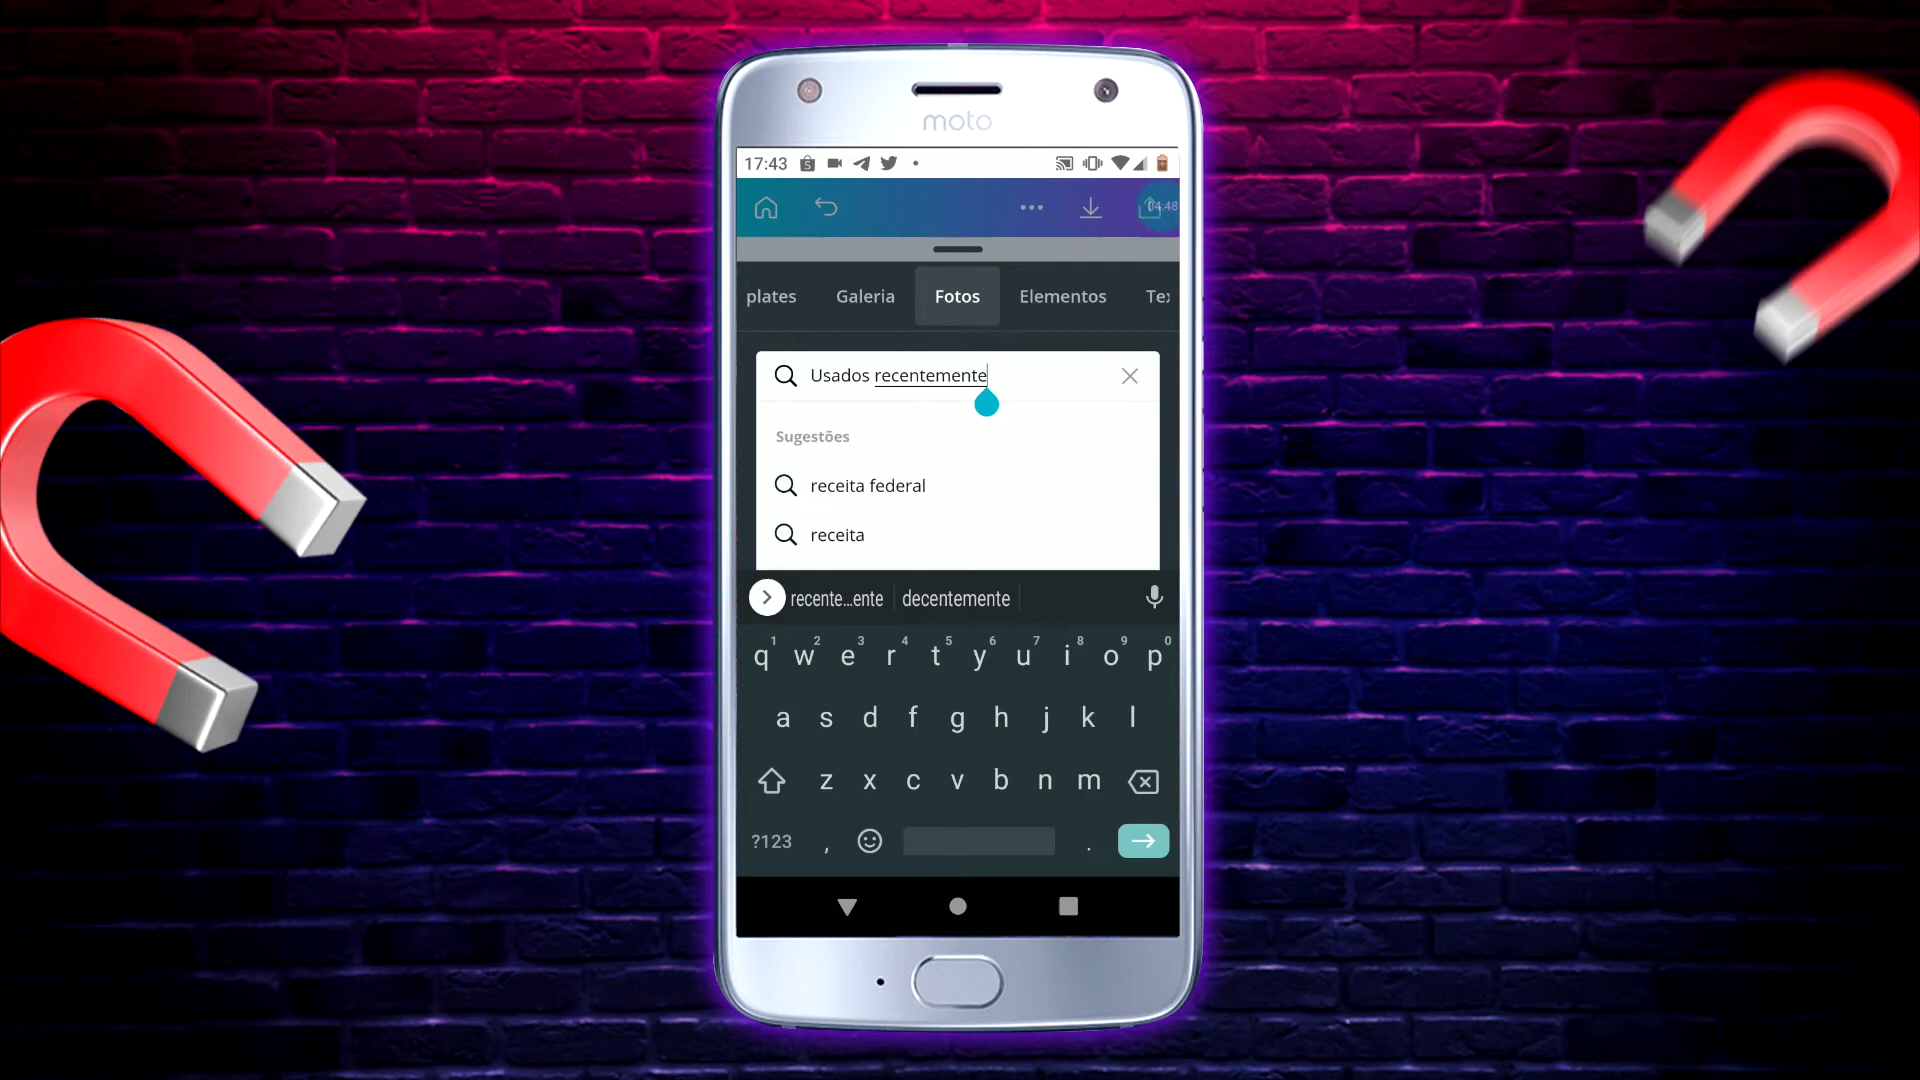 moto
17:43
04:48
plates Galeria Fotos Elementos Tex
Usados recentemente
Sugestões
receita federal
receita
recente...ente decentemente
1 2 3 4 5 6 7 8 9 0
q w e r t y u i o p
a s d f g h j k l
z x c v b n m
?123 , .